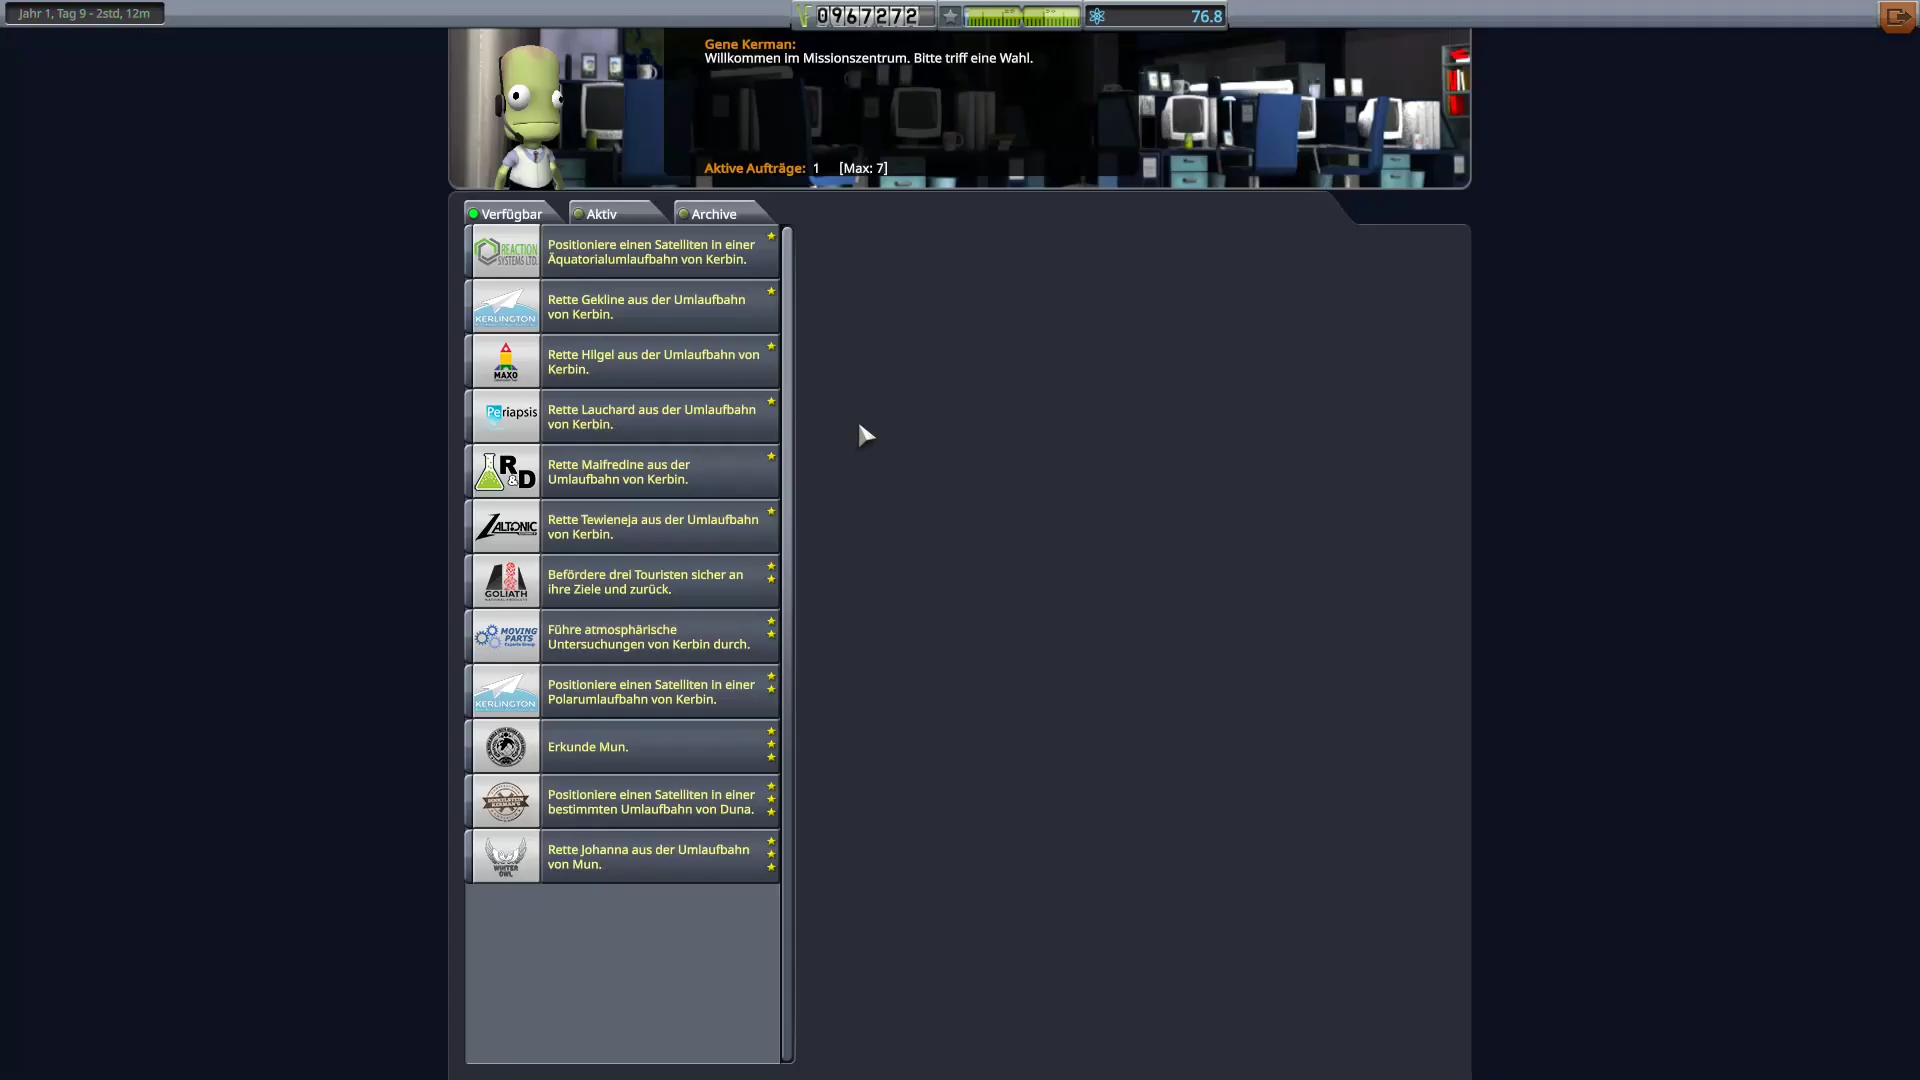 Jahr 1, Tag 9 - 2std, 12m
0967272
76.8
Gene Kerman:
Willkommen im Missionszentrum. Bitte triff eine Wahl.
Aktive Aufträge: 1 [Max: 7]
Verfügbar
Aktiv
Archive
REACTION
SYSTEMS LTD.
Positioniere einen Satelliten in einer
Äquatorialumlaufbahn von Kerbin.
KERLINGTON
Rette Gekline aus der Umlaufbahn
von Kerbin.
MAXO
Rette Hilgel aus der Umlaufbahn von
Kerbin.
Periapsis
Rette Lauchard aus der Umlaufbahn
von Kerbin.
R&D
Rette Maifredine aus der
Umlaufbahn von Kerbin.
ZALTONIC
Rette Tewieneja aus der Umlaufbahn
von Kerbin.
GOLIATH
NATIONAL PRODUCTS
Befördere drei Touristen sicher an
ihre Ziele und zurück.
MOVING
PARTS
Experts Group
Führe atmosphärische
Untersuchungen von Kerbin durch.
KERLINGTON
Positioniere einen Satelliten in einer
Polarumlaufbahn von Kerbin.
Erkunde Mun.
Positioniere einen Satelliten in einer
bestimmten Umlaufbahn von Duna.
WINTER
OWL
Rette Johanna aus der Umlaufbahn
von Mun.